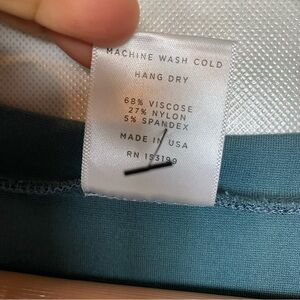 MACHINE WASH COLD
HANG DRY
68% VISCOSE
27% NYLON
5% SPANDEX
MADE IN USA
RN 153199